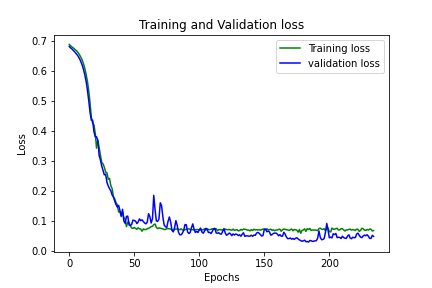 Training and Validation loss
Training loss
validation loss
0.7
0.6
0.5
0.4
0.3
0.2
0.1
0.0
Loss
0 50 100 150 200
Epochs